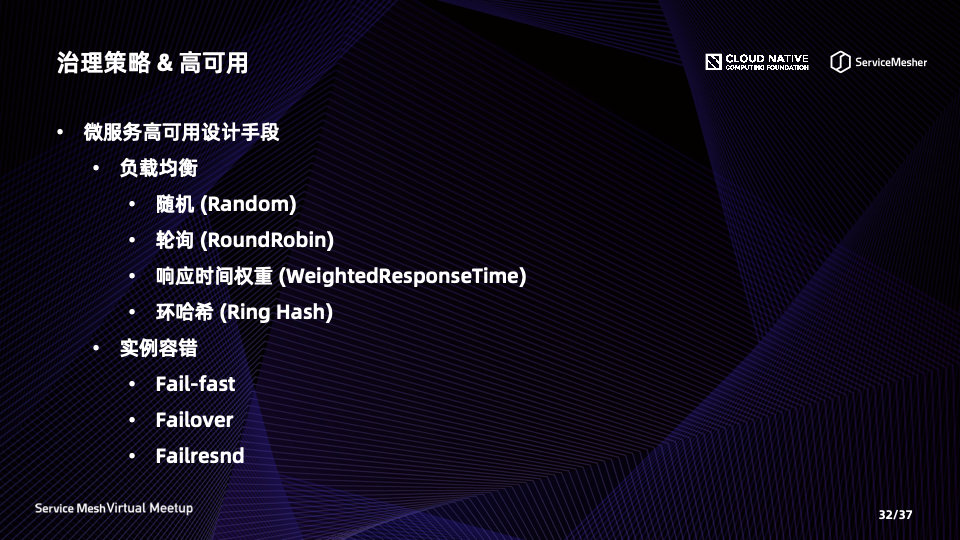 治理策略 & 高可用
CLOUD NATIVE
COMPUTING FOUNDATION
ServiceMesher
• 微服务高可用设计手段
• 负载均衡
• 随机 (Random)
• 轮询 (RoundRobin)
• 响应时间权重 (WeightedResponseTime)
• 环哈希 (Ring Hash)
• 实例容错
• Fail-fast
• Failover
• Failresnd
Service Mesh Virtual Meetup
32/37